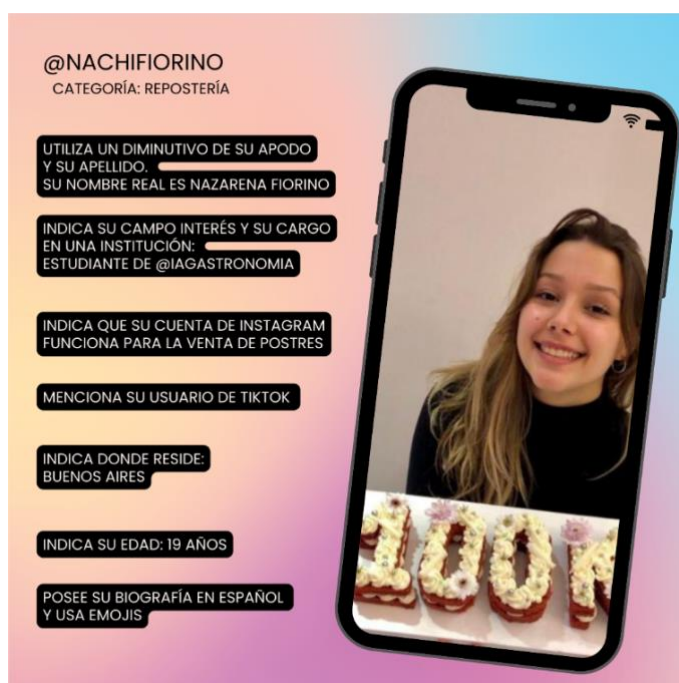 @NACHIFIORINO
CATEGORÍA: REPOSTERÍA
UTILIZA UN DIMINUTIVO DE SU APODO
Y SU APELLIDO.
SU NOMBRE REAL ES NAZARENA FIORINO
INDICA SU CAMPO INTERÉS Y SU CARGO
EN UNA INSTITUCIÓN:
ESTUDIANTE DE @IAGASTRONOMIA
INDICA QUE SU CUENTA DE INSTAGRAM
FUNCIONA PARA LA VENTA DE POSTRES
MENCIONA SU USUARIO DE TIKTOK
INDICA DONDE RESIDE:
BUENOS AIRES
INDICA SU EDAD: 19 AÑOS
POSEE SU BIOGRAFÍA EN ESPAÑOL
Y USA EMOJIS
100K